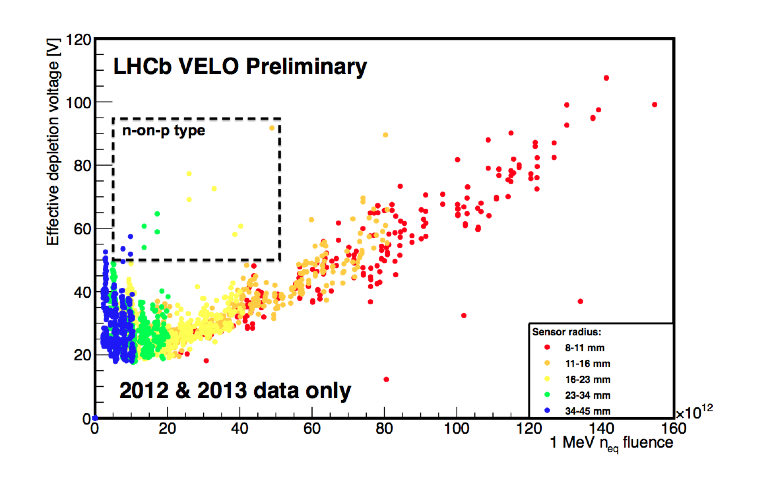 Effective depletion voltage [V]
120
100
80
60
40
20
0
LHCb VELO Preliminary
n-on-p type
2012 & 2013 data only
Sensor radius:
8-11 mm
11-16 mm
16-23 mm
23-34 mm
34-45 mm
0 20 40 60 80 100 120 140 160
×10¹²
1 MeV n_eq fluence